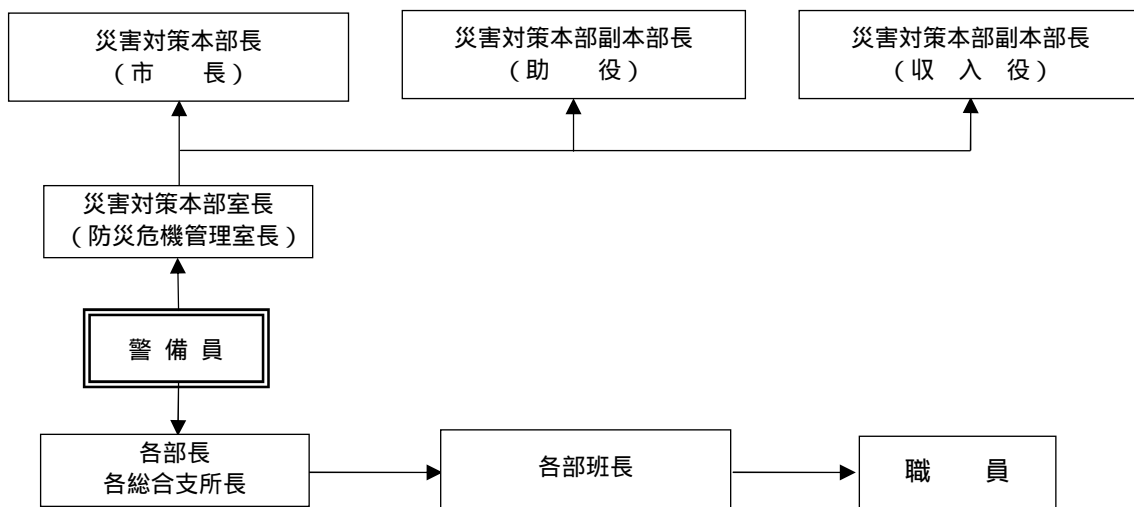 災害対策本部長
(市　　長)
災害対策本部副本部長
(助　　役)
災害対策本部副本部長
(収　入　役)
災害対策本部室長
(防災危機管理室長)
警 備 員
各部長
各総合支所長
各部班長
職　　員